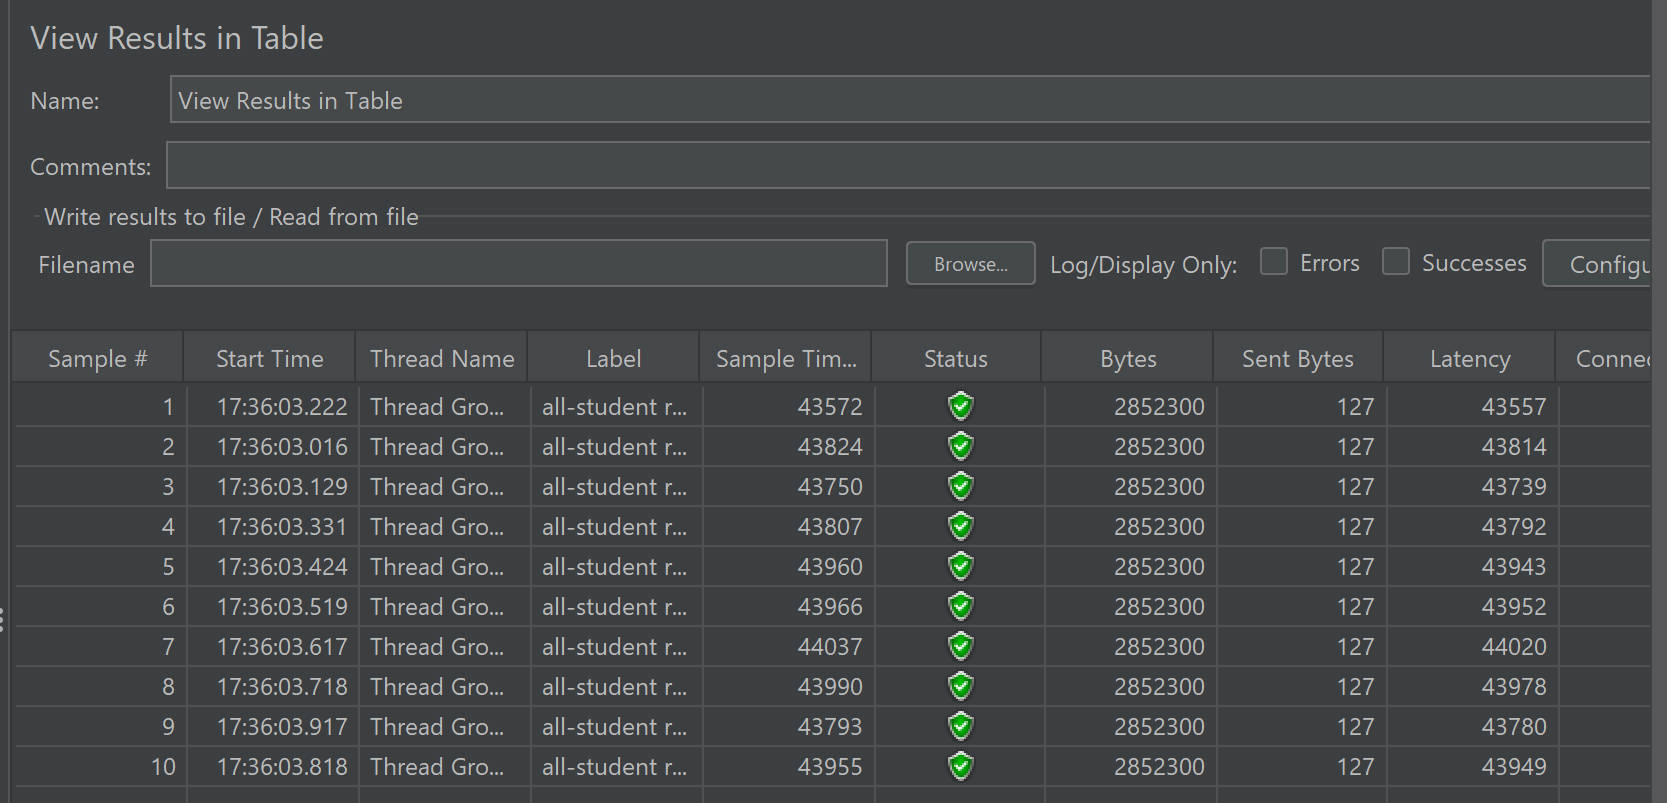 View Results in Table
Name: View Results in Table
Comments:
Write results to file / Read from file
Filename Browse... Log/Display Only: Errors Successes Configu
Sample # Start Time Thread Name Label Sample Tim... Status Bytes Sent Bytes Latency Connec
1 17:36:03.222 Thread Gro... all-student r... 43572 2852300 127 43557
2 17:36:03.016 Thread Gro... all-student r... 43824 2852300 127 43814
3 17:36:03.129 Thread Gro... all-student r... 43750 2852300 127 43739
4 17:36:03.331 Thread Gro... all-student r... 43807 2852300 127 43792
5 17:36:03.424 Thread Gro... all-student r... 43960 2852300 127 43943
6 17:36:03.519 Thread Gro... all-student r... 43966 2852300 127 43952
7 17:36:03.617 Thread Gro... all-student r... 44037 2852300 127 44020
8 17:36:03.718 Thread Gro... all-student r... 43990 2852300 127 43978
9 17:36:03.917 Thread Gro... all-student r... 43793 2852300 127 43780
10 17:36:03.818 Thread Gro... all-student r... 43955 2852300 127 43949